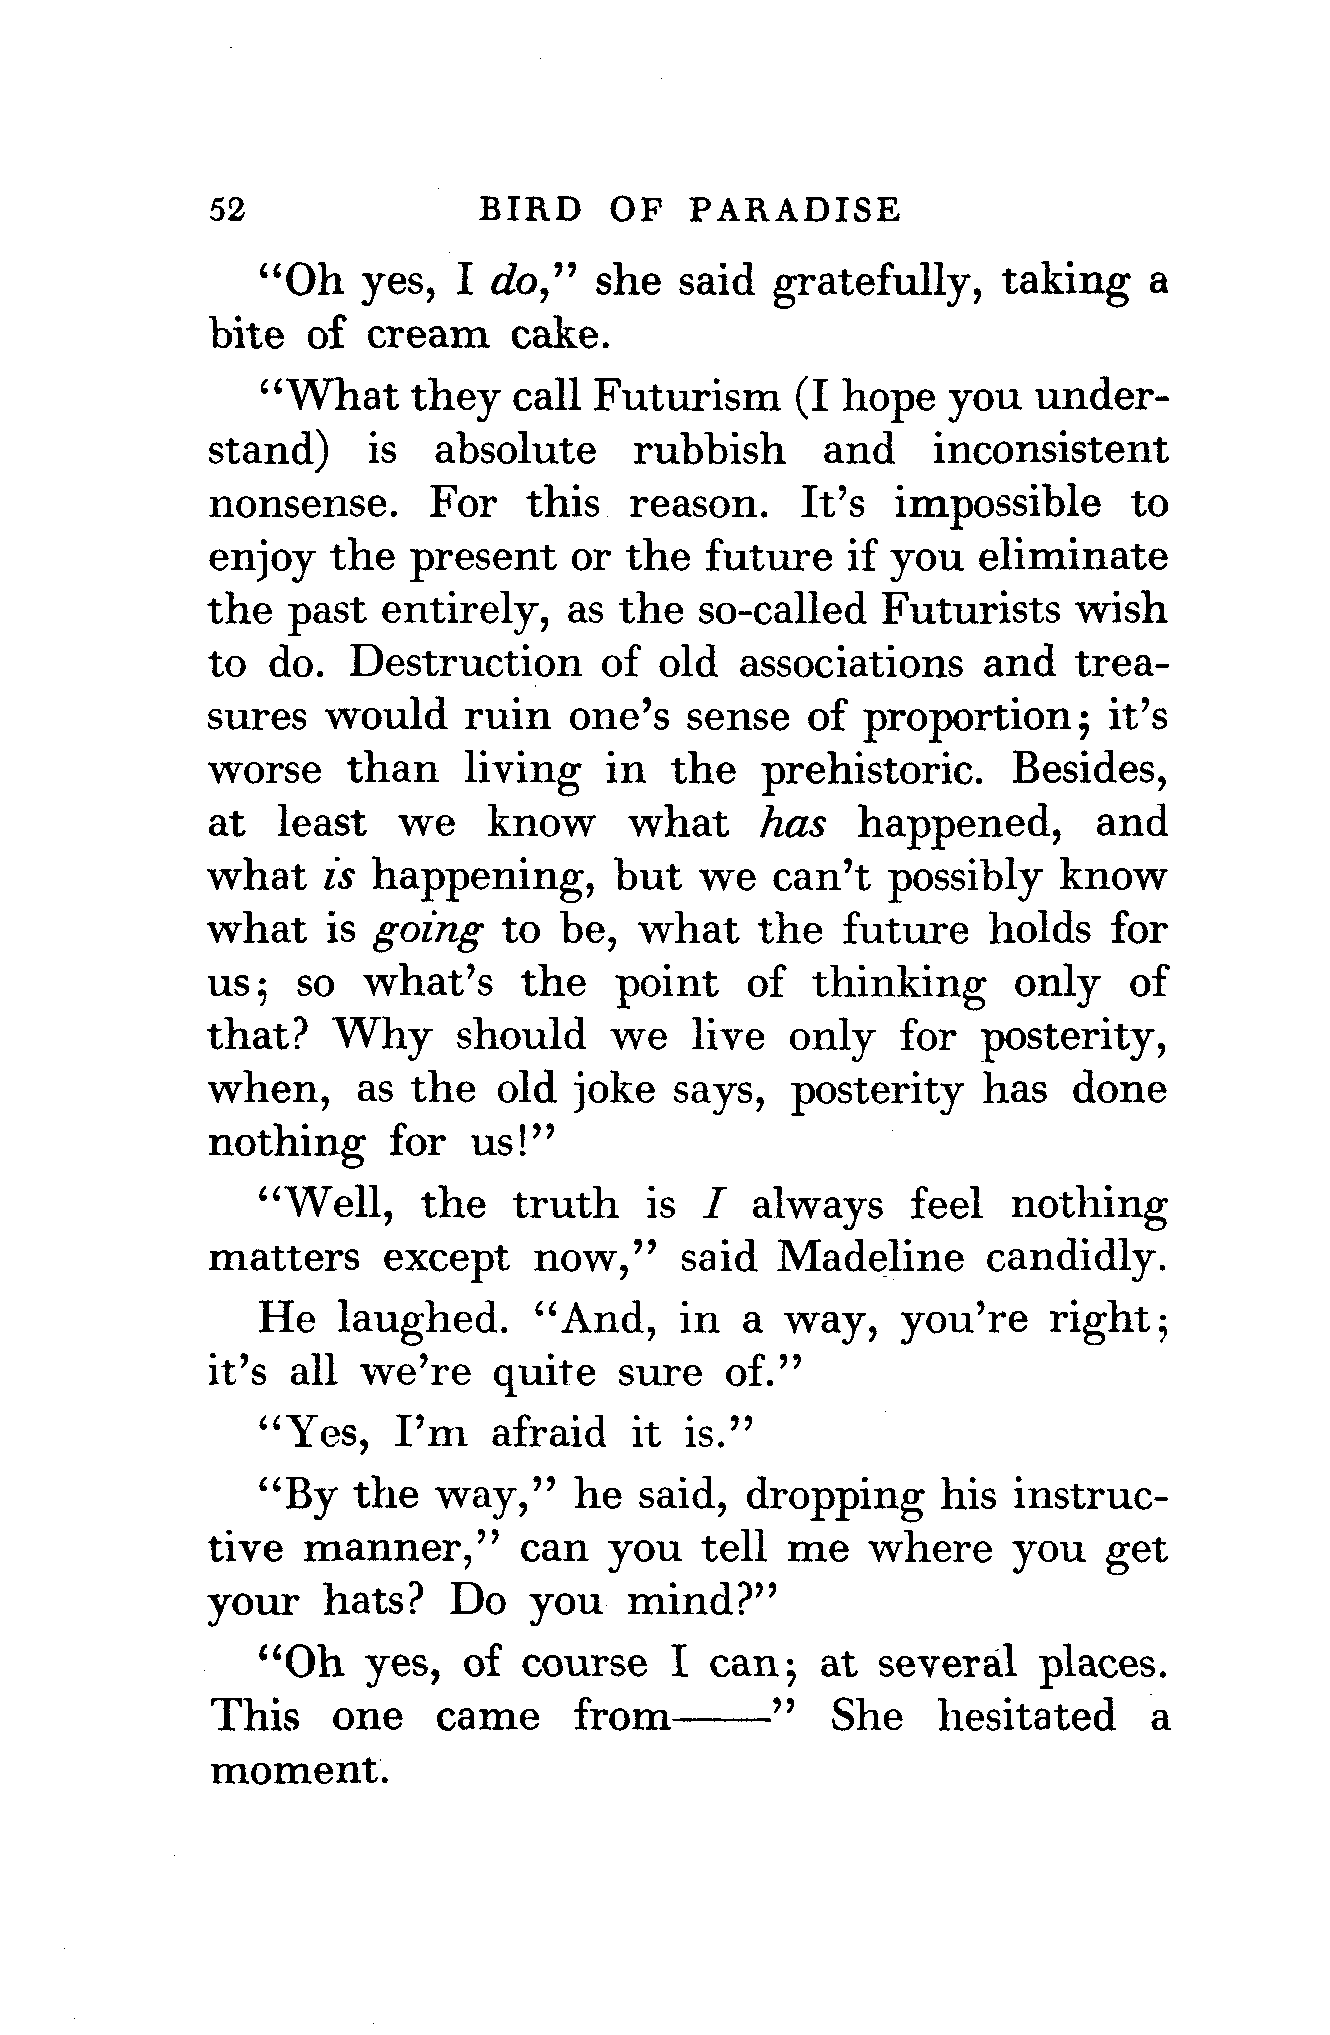 52 BIRD OF PARADISE
“Oh yes, I do,” she said gratefully, taking a
bite of cream cake.
“What they call Futurism (I hope you under-
stand) is absolute rubbish and inconsistent
nonsense. For this reason. It’s impossible to
enjoy the present or the future if you eliminate
the past entirely, as the so-called Futurists wish
to do. Destruction of old associations and trea-
sures would ruin one’s sense of proportion; it’s
worse than living in the prehistoric. Besides,
at least we know what has happened, and
what is happening, but we can’t possibly know
what is going to be, what the future holds for
us; so what’s the point of thinking only of
that? Why should we live only for posterity,
when, as the old joke says, posterity has done
nothing for us!”
“Well, the truth is I always feel nothing
matters except now,” said Madeline candidly.
He laughed. “And, in a way, you’re right;
it’s all we’re quite sure of.”
“Yes, I’m afraid it is.”
“By the way,” he said, dropping his instruc-
tive manner,” can you tell me where you get
your hats? Do you mind?”
“Oh yes, of course I can; at several places.
This one came from——” She hesitated a
moment.